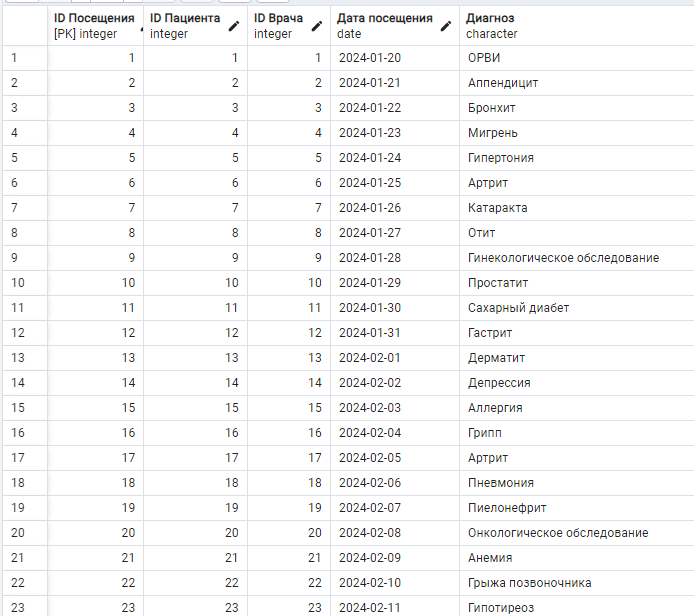 ID Посещения ID Пациента ID Врача Дата посещения Диагноз
[PK] integer integer integer date character
1 1 1 1 2024-01-20 ОРВИ
2 2 2 2 2024-01-21 Аппендицит
3 3 3 3 2024-01-22 Бронхит
4 4 4 4 2024-01-23 Мигрень
5 5 5 5 2024-01-24 Гипертония
6 6 6 6 2024-01-25 Артрит
7 7 7 7 2024-01-26 Катаракта
8 8 8 8 2024-01-27 Отит
9 9 9 9 2024-01-28 Гинекологическое обследование
10 10 10 10 2024-01-29 Простатит
11 11 11 11 2024-01-30 Сахарный диабет
12 12 12 12 2024-01-31 Гастрит
13 13 13 13 2024-02-01 Дерматит
14 14 14 14 2024-02-02 Депрессия
15 15 15 15 2024-02-03 Аллергия
16 16 16 16 2024-02-04 Грипп
17 17 17 17 2024-02-05 Артрит
18 18 18 18 2024-02-06 Пневмония
19 19 19 19 2024-02-07 Пиелонефрит
20 20 20 20 2024-02-08 Онкологическое обследование
21 21 21 21 2024-02-09 Анемия
22 22 22 22 2024-02-10 Грыжа позвоночника
23 23 23 23 2024-02-11 Гипотиреоз